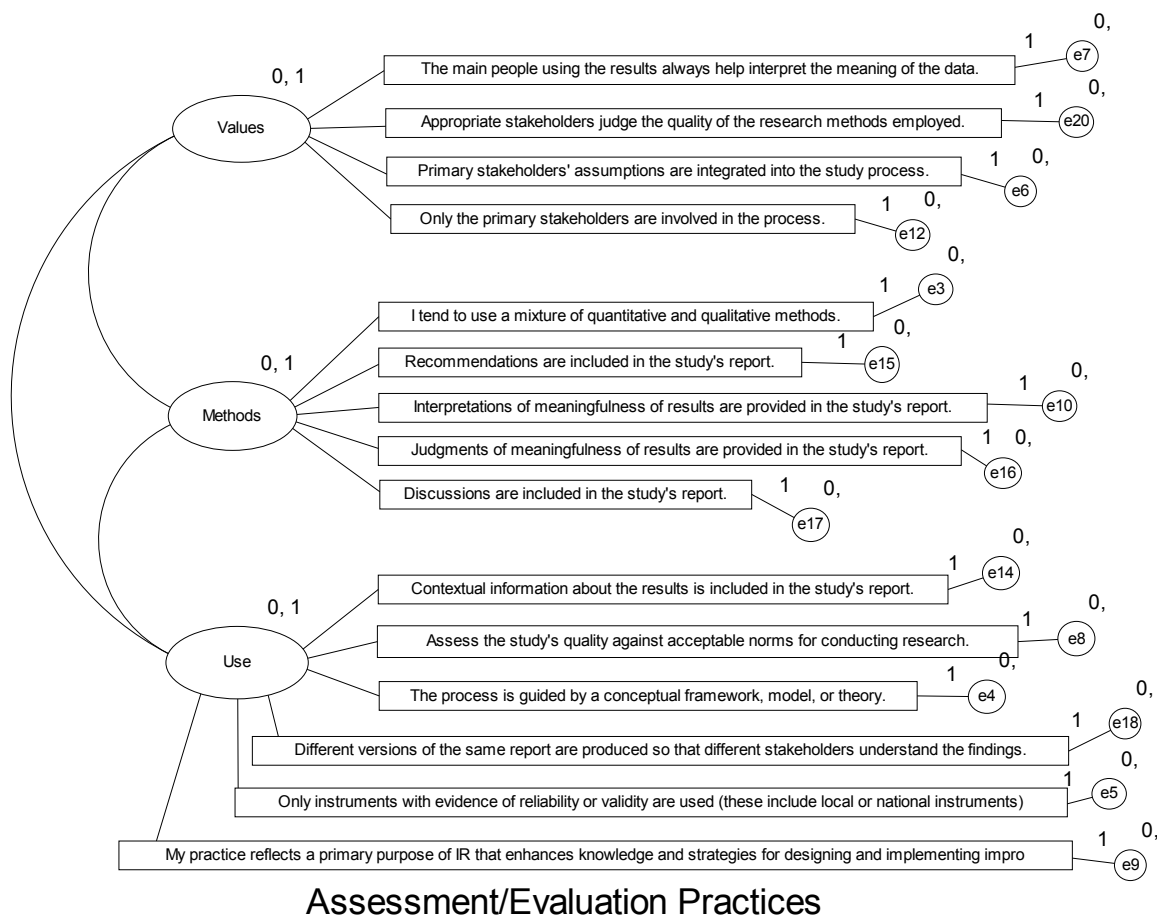 0,
1
e7
0, 1
The main people using the results always help interpret the meaning of the data.
0,
1
Values
Appropriate stakeholders judge the quality of the research methods employed.
e20
1 0,
Primary stakeholders' assumptions are integrated into the study process.
e6
1 0,
Only the primary stakeholders are involved in the process.
e12
0,
1
e3
I tend to use a mixture of quantitative and qualitative methods.
1 0,
0, 1
Recommendations are included in the study's report.
e15
1 0,
Methods
Interpretations of meaningfulness of results are provided in the study's report.
e10
1 0,
Judgments of meaningfulness of results are provided in the study's report.
e16
1 0,
Discussions are included in the study's report.
e17
0,
1
e14
Contextual information about the results is included in the study's report.
0, 1
1 0,
Assess the study's quality against acceptable norms for conducting research.
e8
Use
1 0,
The process is guided by a conceptual framework, model, or theory.
e4
0,
1
e18
Different versions of the same report are produced so that different stakeholders understand the findings.
0,
1
Only instruments with evidence of reliability or validity are used (these include local or national instruments)
e5
1 0,
My practice reflects a primary purpose of IR that enhances knowledge and strategies for designing and implementing impro
e9
Assessment/Evaluation Practices